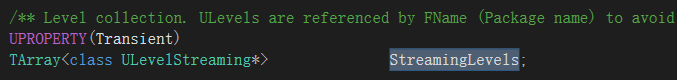 /** Level collection. ULevels are referenced by FName (Package name) to avoid
UPROPERTY(Transient)
TArray<class ULevelStreaming*> StreamingLevels;